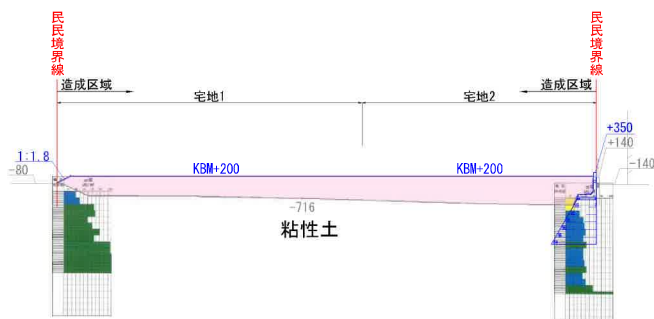 民民境界線
民民境界線
造成区域
造成区域
宅地1
宅地2
+350
+140
1:1.8
KBM+200
KBM+200
-80
-140
-716
粘性土